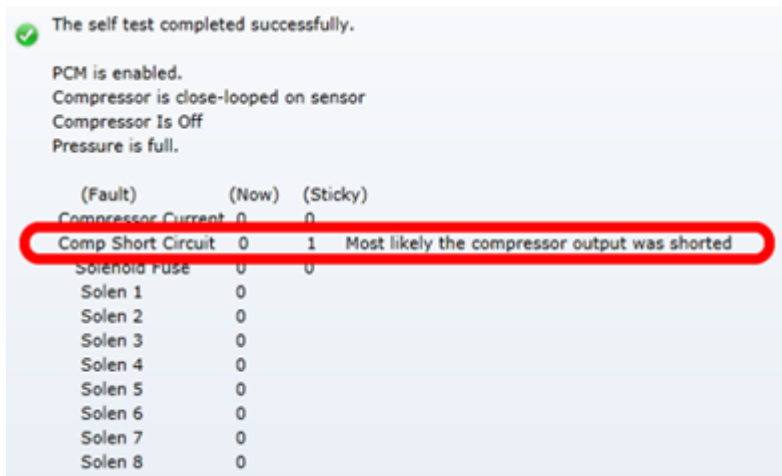 The self test completed successfully.
PCM is enabled.
Compressor is close-looped on sensor
Compressor Is Off
Pressure is full.
(Fault) (Now) (Sticky)
Compressor Current 0 0
Comp Short Circuit 0 1 Most likely the compressor output was shorted
Solenoid Fuse 0 0
Solen 1 0
Solen 2 0
Solen 3 0
Solen 4 0
Solen 5 0
Solen 6 0
Solen 7 0
Solen 8 0